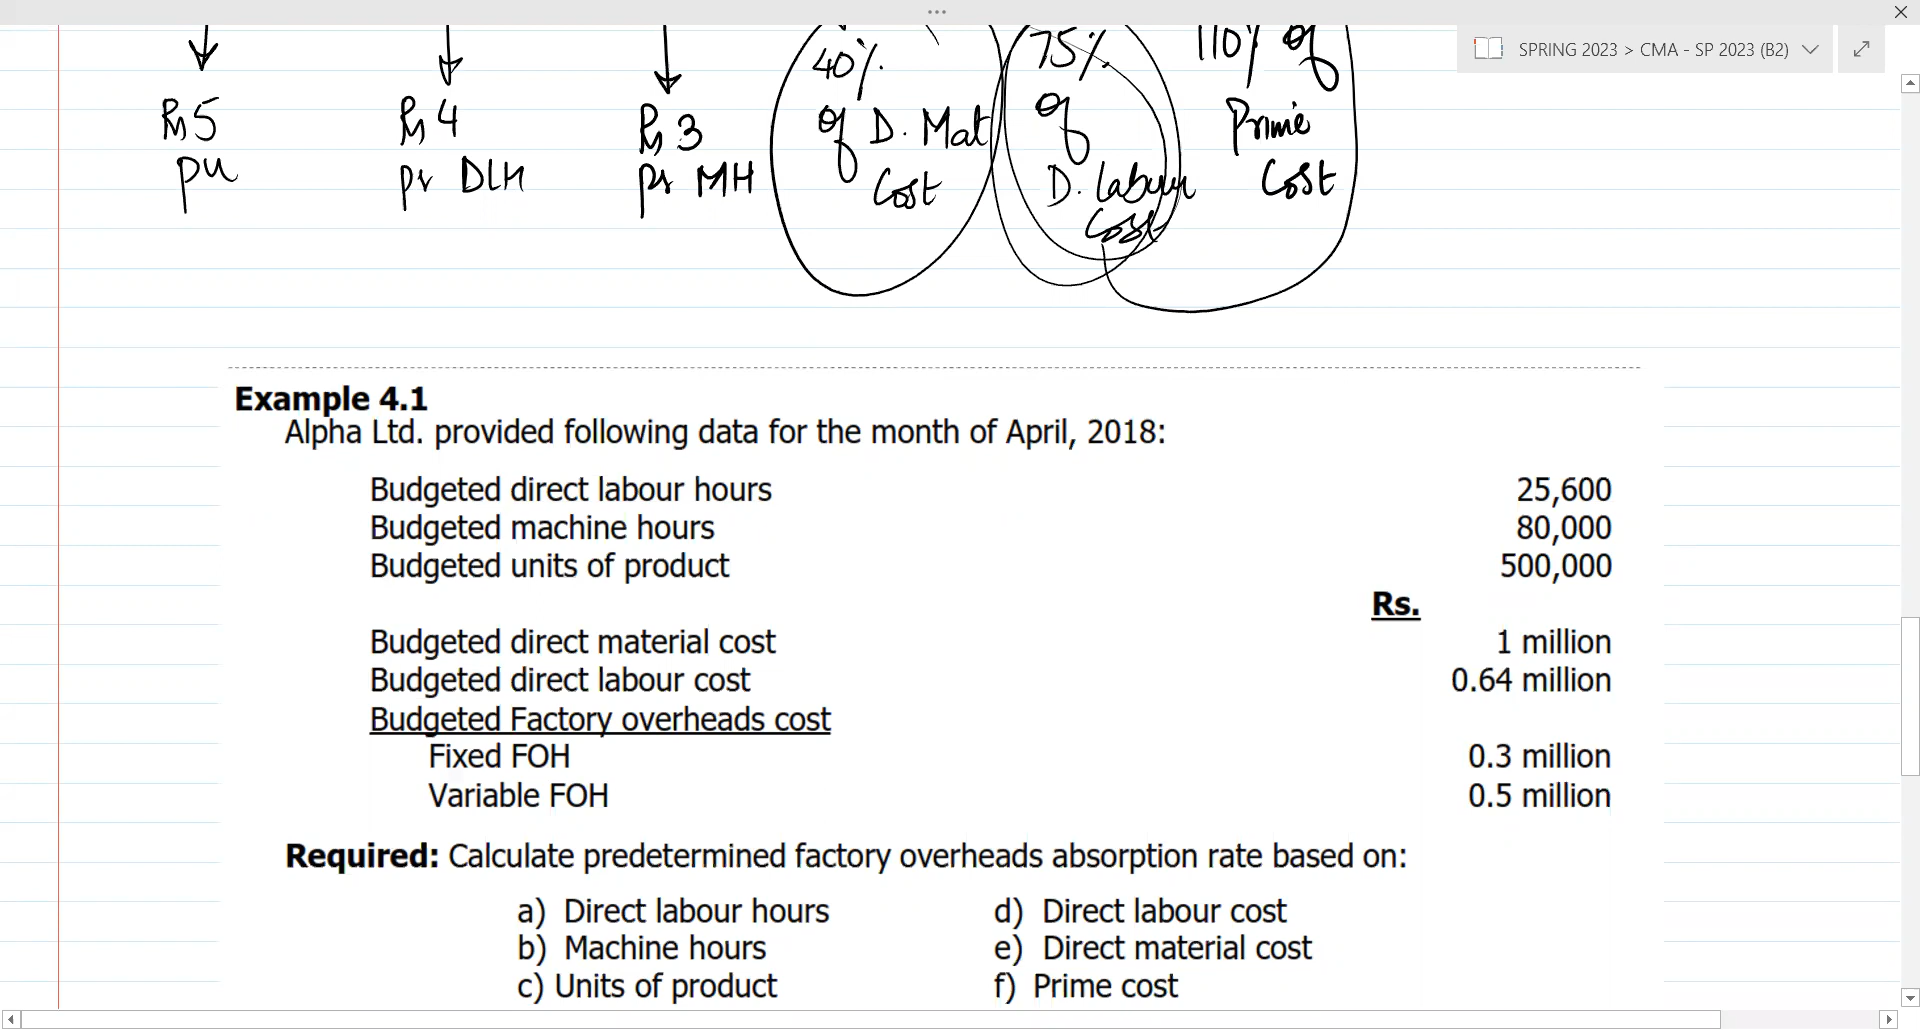 SPRING 2023 > CMA - SP 2023 (B2)
40%. 75% 110% of
Rs 5 Rs 4 Rs 3 of D. Mat of Prime
pu pr DLH pr MH Cost D. Labour Cost
Cost
Example 4.1
Alpha Ltd. provided following data for the month of April, 2018:
Budgeted direct labour hours 25,600
Budgeted machine hours 80,000
Budgeted units of product 500,000
Rs.
Budgeted direct material cost 1 million
Budgeted direct labour cost 0.64 million
Budgeted Factory overheads cost
Fixed FOH 0.3 million
Variable FOH 0.5 million
Required: Calculate predetermined factory overheads absorption rate based on:
a) Direct labour hours d) Direct labour cost
b) Machine hours e) Direct material cost
c) Units of product f) Prime cost